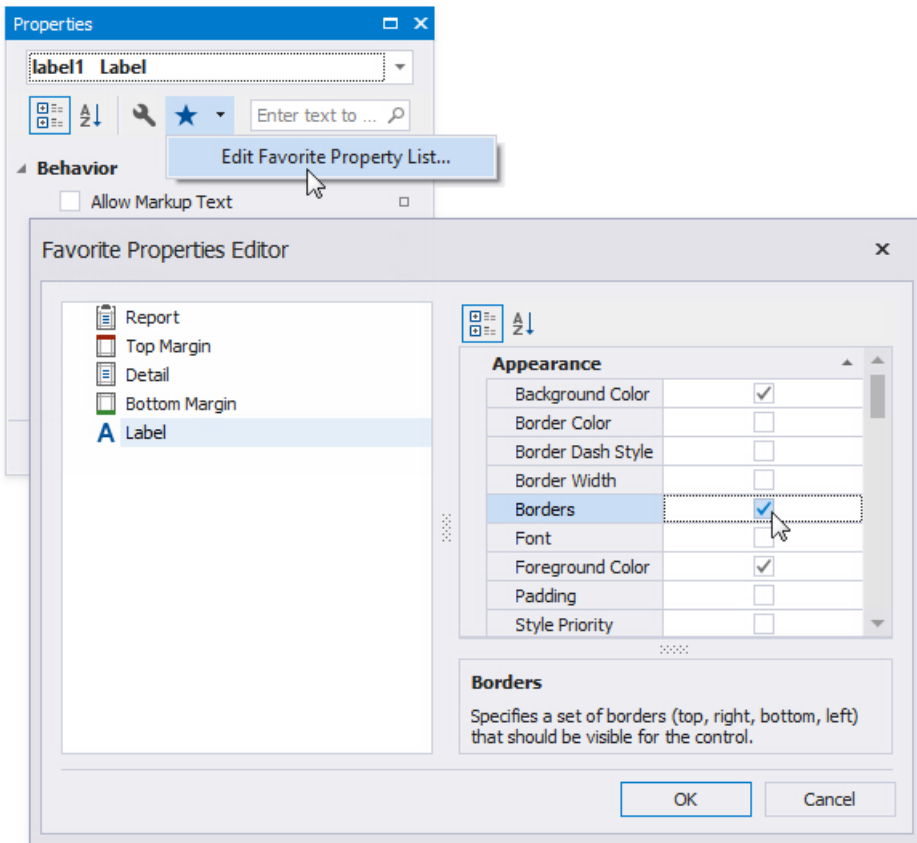 Properties
label1 Label
Enter text to ...
Edit Favorite Property List...
Behavior
Allow Markup Text
Favorite Properties Editor
Report
Top Margin
Detail
Bottom Margin
A Label
Appearance
Background Color
Border Color
Border Dash Style
Border Width
Borders
Font
Foreground Color
Padding
Style Priority
Borders
Specifies a set of borders (top, right, bottom, left)
that should be visible for the control.
OK Cancel